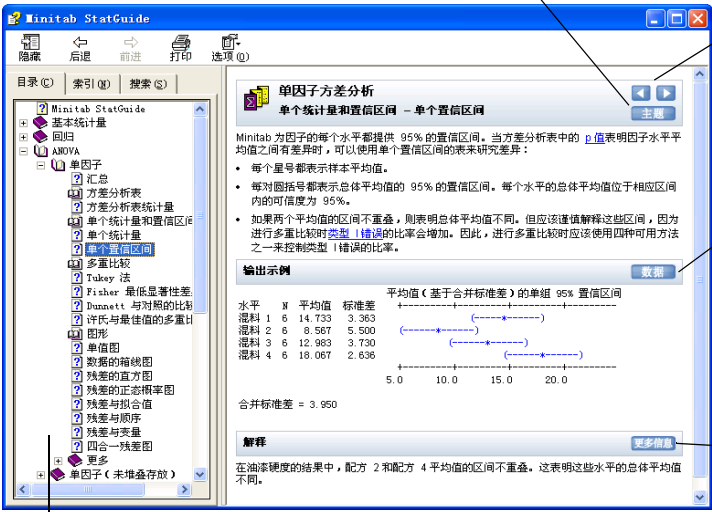 Minitab StatGuide
隐藏 后退 前进 打印 选项(O)
目录(C) 索引(N) 搜索(S)
Minitab StatGuide
基本统计量
回归
ANOVA
单因子
汇总
方差分析表
方差分析表统计量
单个统计量和置信区间
单个统计量
单个置信区间
多重比较
Tukey 法
Fisher 最低显著性差
Dunnett 与对照的比较
许氏与最佳值的多重比
图形
单值图
数据的箱线图
残差的直方图
残差的正态概率图
残差与拟合值
残差与顺序
残差与变量
四合一残差图
更多
单因子(未堆叠存放)
单因子方差分析
单个统计量和置信区间 - 单个置信区间
主题
Minitab 为因子的每个水平都提供 95% 的置信区间。当方差分析表中的 p 值表明因子水平平
均值之间有差异时，可以使用单个置信区间的表来研究差异：
• 每个星号都表示样本平均值。
• 每对圆括号都表示总体平均值的 95% 的置信区间。每个水平的总体平均值位于相应区间
内的可信度为 95%。
• 如果两个平均值的区间不重叠，则表明总体平均值不同。但应该谨慎解释这些区间，因为
进行多重比较时类型 I 错误的比率会增加。因此，进行多重比较时应该使用四种可用方法
之一来控制类型 I 错误的比率。
输出示例 数据
平均值(基于合并标准差)的单组 95% 置信区间
水平 N 平均值 标准差 +---------+---------+---------+---------
混料 1 6 14.733 3.363 (-----*------)
混料 2 6 8.567 5.500 (------*------)
混料 3 6 12.983 3.730 (------*------)
混料 4 6 18.067 2.636 (------*------)
+---------+---------+---------+---------
5.0 10.0 15.0 20.0
合并标准差 = 3.950
解释 更多信息
在油漆硬度的结果中，配方 2 和配方 4 平均值的区间不重叠。这表明这些水平的总体平均值
不同。